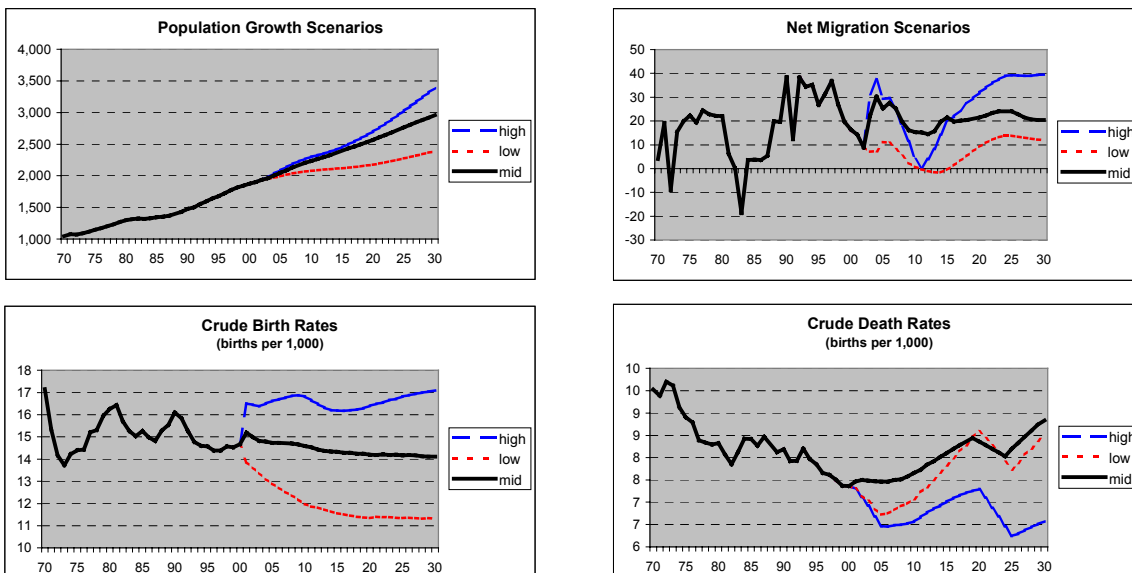 Population Growth Scenarios
4,000
3,500
3,000
2,500
2,000
1,500
1,000
70 75 80 85 90 95 00 05 10 15 20 25 30
high
low
mid
Net Migration Scenarios
50
40
30
20
10
0
-10
-20
-30
70 75 80 85 90 95 00 05 10 15 20 25 30
high
low
mid
Crude Birth Rates
(births per 1,000)
18
17
16
15
14
13
12
11
10
70 75 80 85 90 95 00 05 10 15 20 25 30
high
low
mid
Crude Death Rates
(births per 1,000)
10
10
9
9
8
8
7
7
6
70 75 80 85 90 95 00 05 10 15 20 25 30
high
low
mid